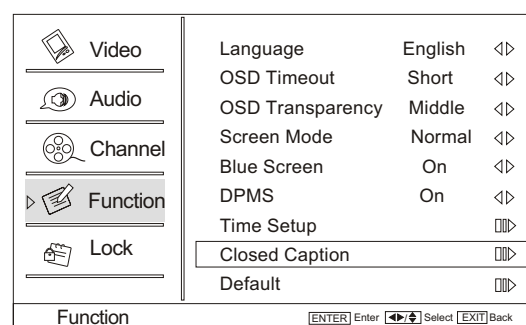 Video
Audio
Channel
Function
Lock
Language English
OSD Timeout Short
OSD Transparency Middle
Screen Mode Normal
Blue Screen On
DPMS On
Time Setup
Closed Caption
Default
Function ENTER Enter ◀▶/▲▼ Select EXIT Back